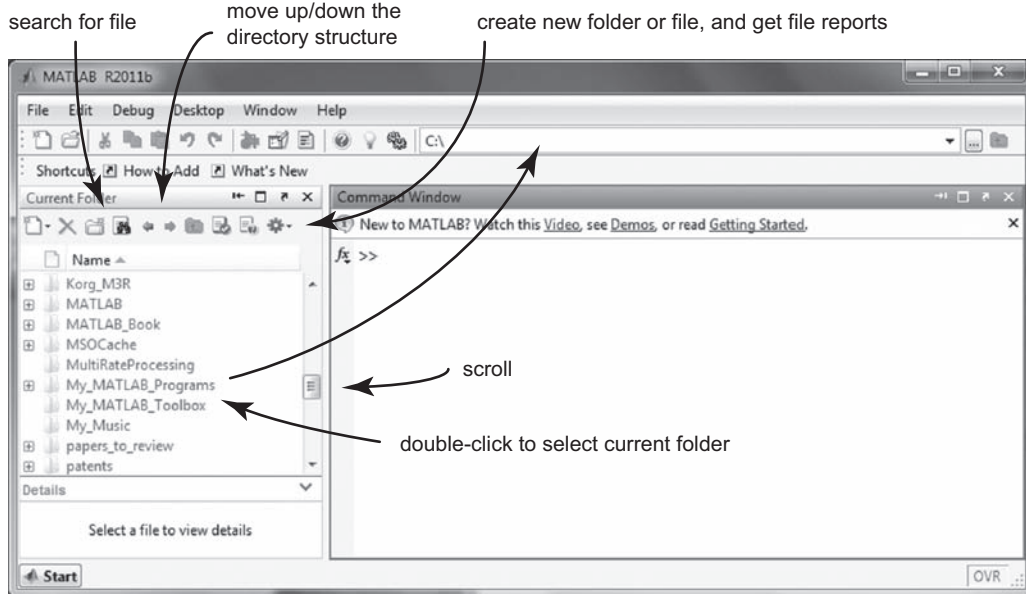 search for file
move up/down the
directory structure
create new folder or file, and get file reports
MATLAB R2011b
File Edit Debug Desktop Window Help
C:\
Shortcuts How to Add What's New
Current Folder
Command Window
New to MATLAB? Watch this Video, see Demos, or read Getting Started.
Name
fx >>
Korg_M3R
MATLAB
MATLAB_Book
MSOCache
MultiRateProcessing
My_MATLAB_Programs
My_MATLAB_Toolbox
My_Music
papers_to_review
patents
scroll
double-click to select current folder
Details
Select a file to view details
Start
OVR